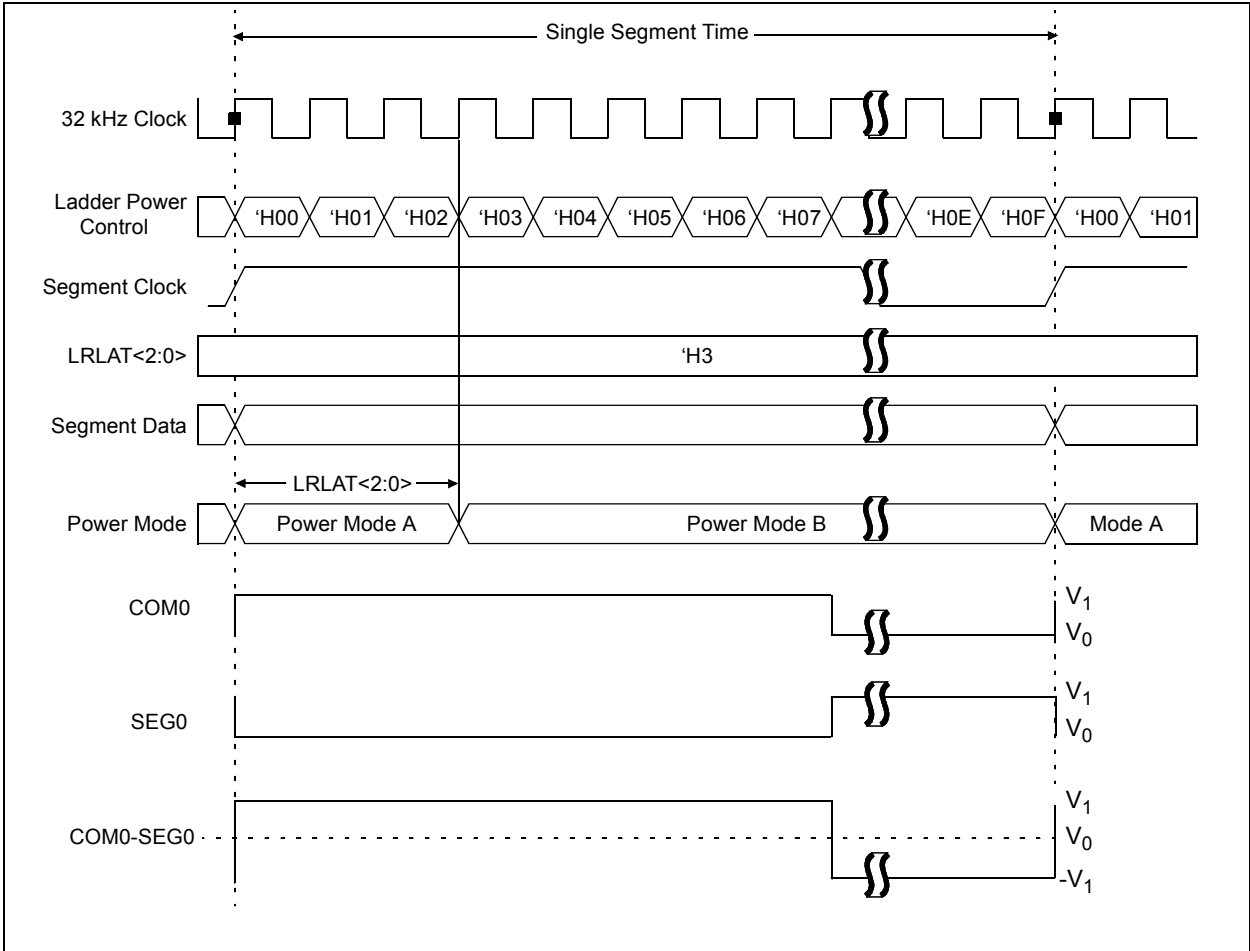 Single Segment Time
32 kHz Clock
Ladder Power
Control
‘H00 ‘H01 ‘H02 ‘H03 ‘H04 ‘H05 ‘H06 ‘H07 ‘H0E ‘H0F ‘H00 ‘H01
Segment Clock
LRLAT<2:0>
‘H3
Segment Data
LRLAT<2:0>
Power Mode
Power Mode A
Power Mode B
Mode A
COM0
V1
V0
SEG0
V1
V0
COM0-SEG0
V1
V0
-V1